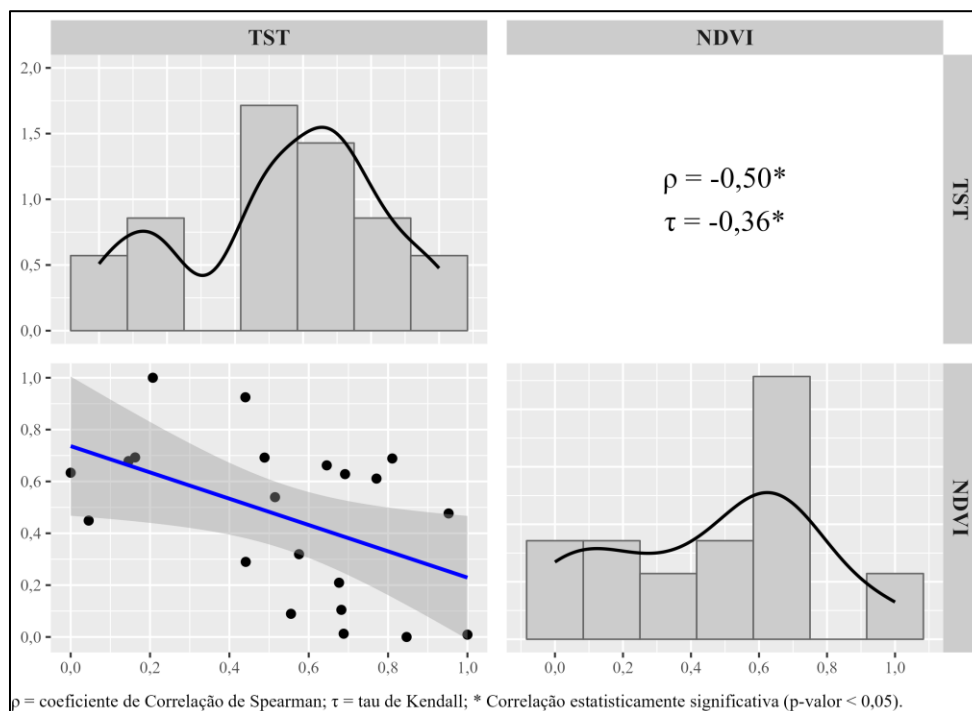 TST
NDVI
2,0
1,5
1,0
0,5
0,0
ρ = -0,50*
τ = -0,36*
TST
1,0
0,8
0,6
0,4
0,2
0,0
NDVI
0,0 0,2 0,4 0,6 0,8 1,0
0,0 0,2 0,4 0,6 0,8 1,0
ρ = coeficiente de Correlação de Spearman; τ = tau de Kendall; * Correlação estatisticamente significativa (p-valor < 0,05).